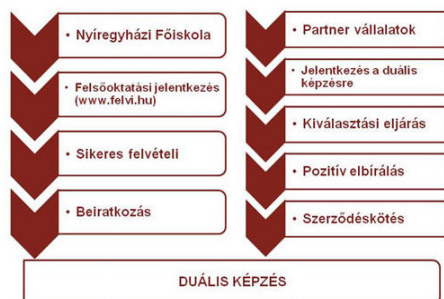 • Nyíregyházi Főiskola
• Felsőoktatási jelentkezés
(www.felvi.hu)
• Sikeres felvételi
• Beiratkozás
• Partner vállalatok
• Jelentkezés a duális
képzésre
• Kiválasztási eljárás
• Pozitív elbírálás
• Szerződéskötés
DUÁLIS KÉPZÉS